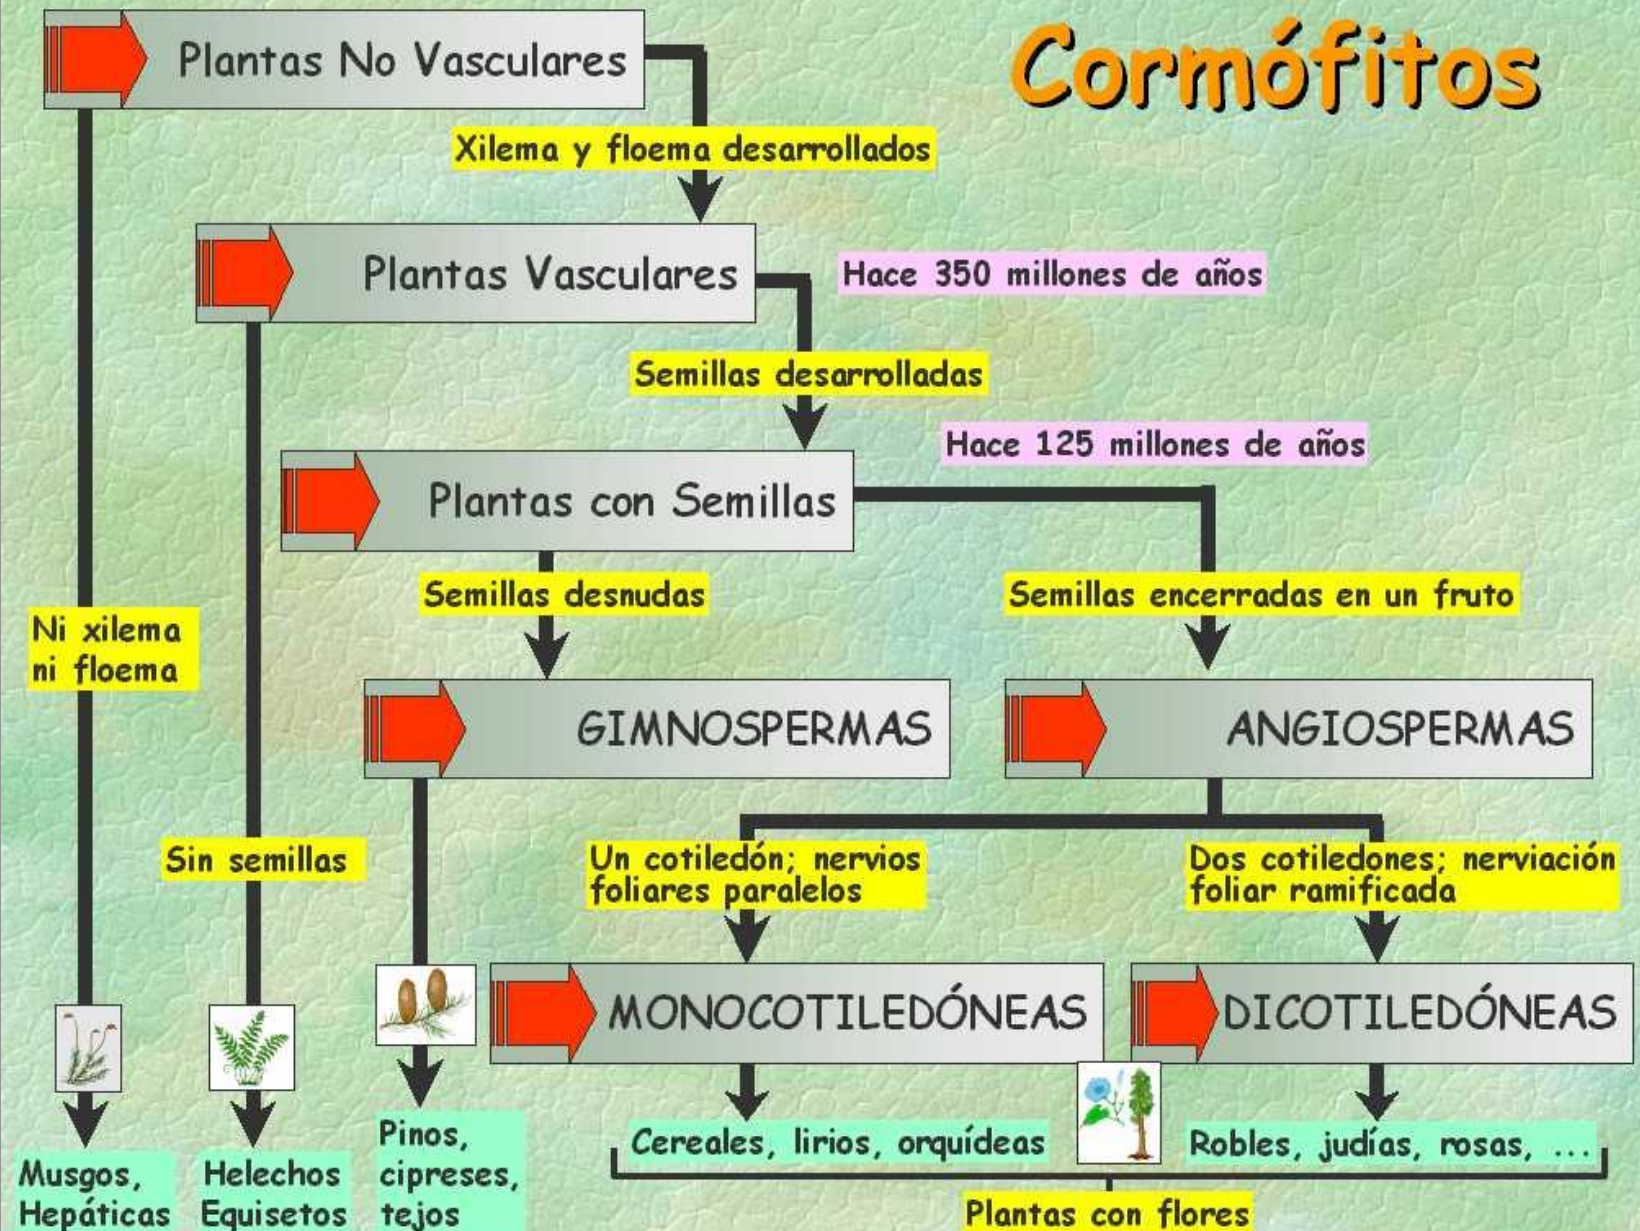 Cormófitos
Plantas No Vasculares
Xilema y floema desarrollados
Plantas Vasculares
Hace 350 millones de años
Semillas desarrolladas
Hace 125 millones de años
Plantas con Semillas
Semillas desnudas
Semillas encerradas en un fruto
Ni xilema
ni floema
GIMNOSPERMAS
ANGIOSPERMAS
Sin semillas
Un cotiledón; nervios
foliares paralelos
Dos cotiledones; nerviación
foliar ramificada
MONOCOTILEDÓNEAS
DICOTILEDÓNEAS
Musgos,
Hepáticas
Helechos
Equisetos
Pinos,
cipreses,
tejos
Cereales, lirios, orquídeas
Robles, judías, rosas, ...
Plantas con flores